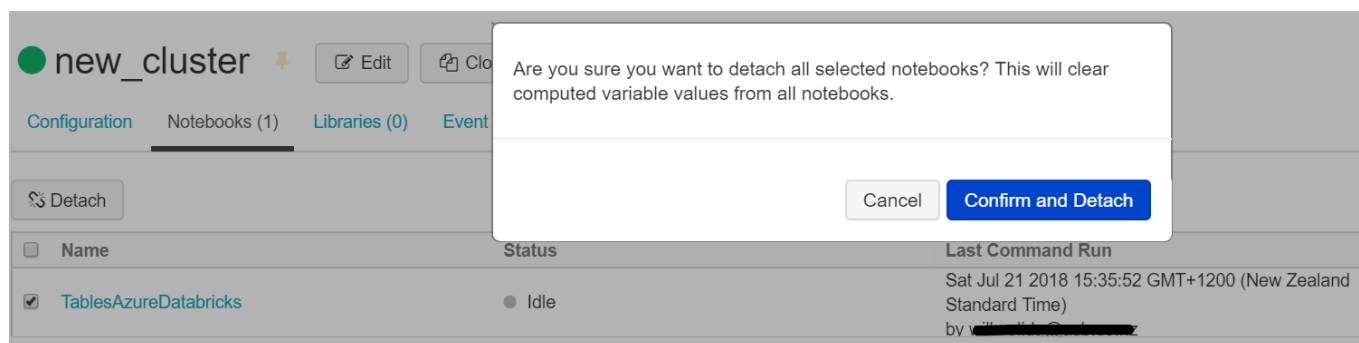 new_cluster Edit Clo
Are you sure you want to detach all selected notebooks? This will clear
computed variable values from all notebooks.
Configuration Notebooks (1) Libraries (0) Event
Cancel Confirm and Detach
Detach
Name Status Last Command Run
TablesAzureDatabricks Idle Sat Jul 21 2018 15:35:52 GMT+1200 (New Zealand
Standard Time)
by